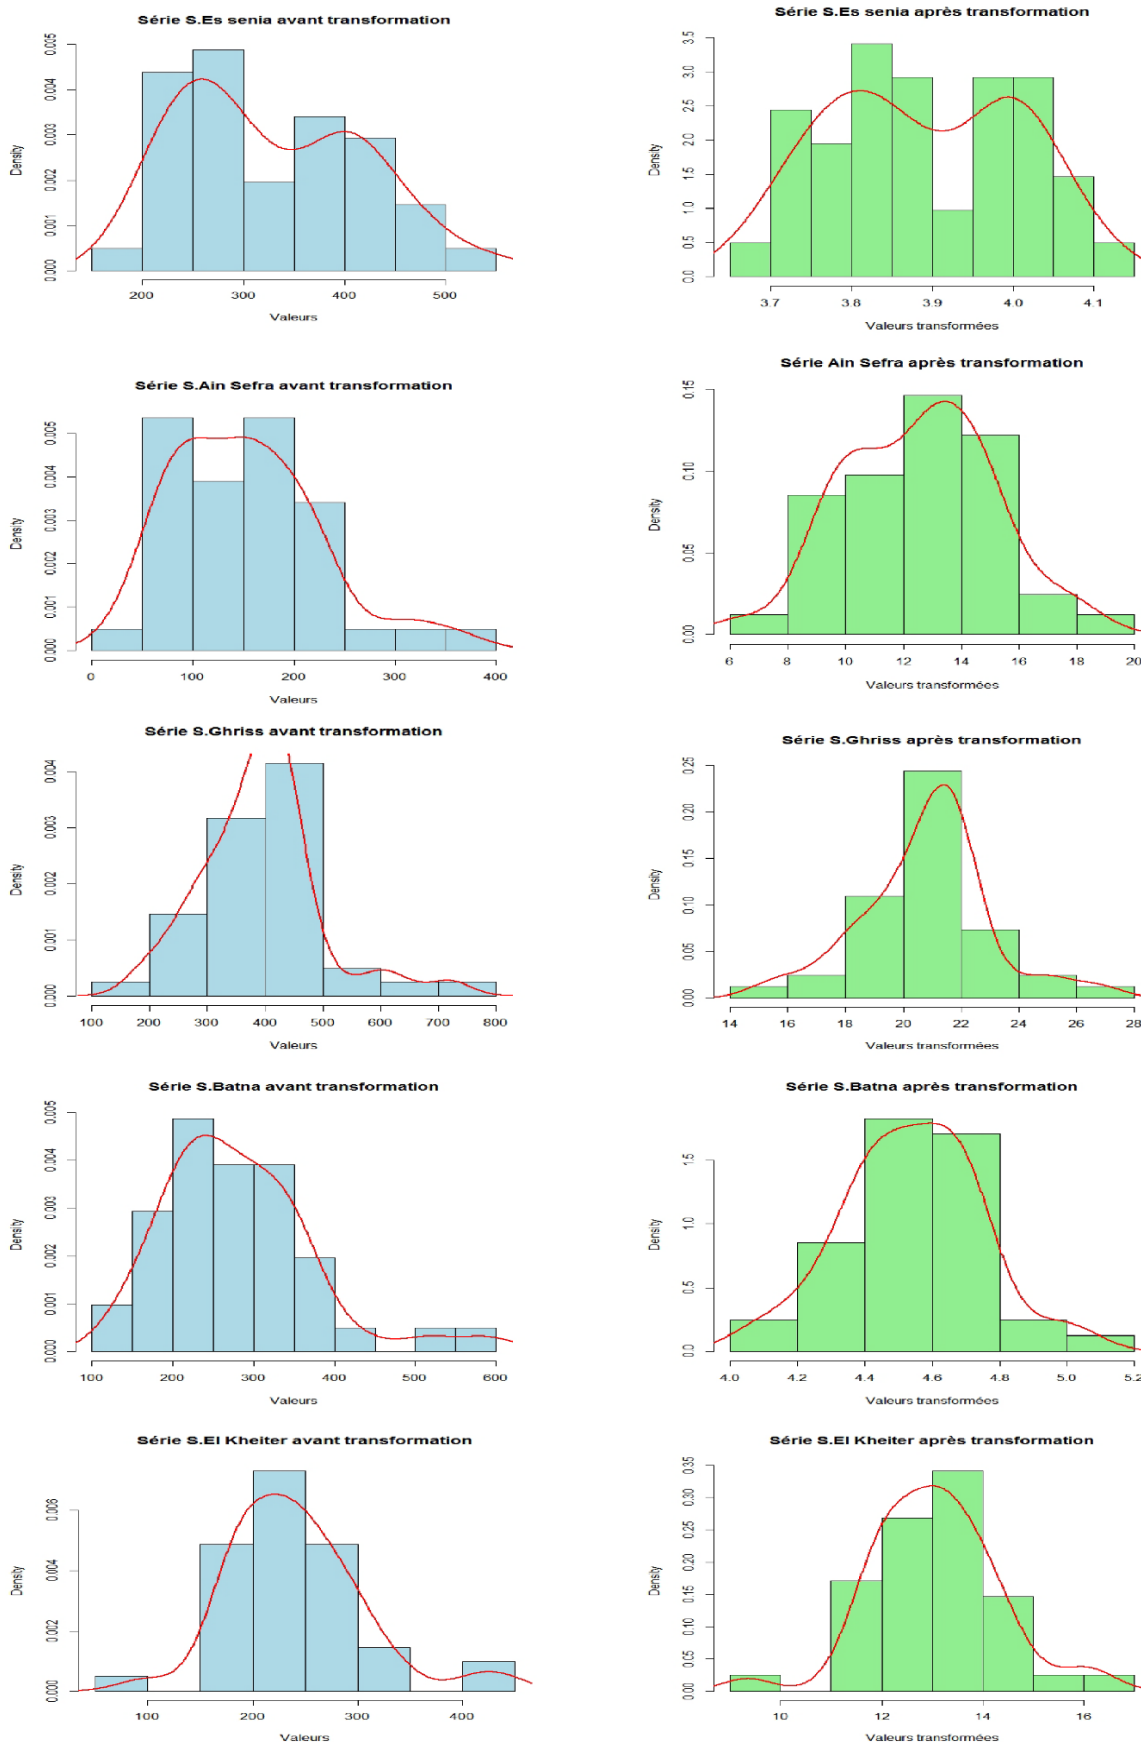 Série S.Es senia avant transformation
Density
0.000 0.001 0.002 0.003 0.004 0.005
200 300 400 500
Valeurs
Série S.Es senia après transformation
Density
0.0 0.5 1.0 1.5 2.0 2.5 3.0 3.5
3.7 3.8 3.9 4.0 4.1
Valeurs transformées
Série S.Ain Sefra avant transformation
Density
0.000 0.001 0.002 0.003 0.004 0.005
0 100 200 300 400
Valeurs
Série Ain Sefra après transformation
Density
0.00 0.05 0.10 0.15
6 8 10 12 14 16 18 20
Valeurs transformées
Série S.Ghriss avant transformation
Density
0.000 0.001 0.002 0.003 0.004
100 200 300 400 500 600 700 800
Valeurs
Série S.Ghriss après transformation
Density
0.00 0.05 0.10 0.15 0.20 0.25
14 16 18 20 22 24 26 28
Valeurs transformées
Série S.Batna avant transformation
Density
0.000 0.001 0.002 0.003 0.004 0.005
100 200 300 400 500 600
Valeurs
Série S.Batna après transformation
Density
0.0 0.5 1.0 1.5
4.0 4.2 4.4 4.6 4.8 5.0 5.2
Valeurs transformées
Série S.El Kheiter avant transformation
Density
0.000 0.002 0.004 0.006
100 200 300 400
Valeurs
Série S.El Kheiter après transformation
Density
0.00 0.05 0.10 0.15 0.20 0.25 0.30 0.35
10 12 14 16
Valeurs transformées